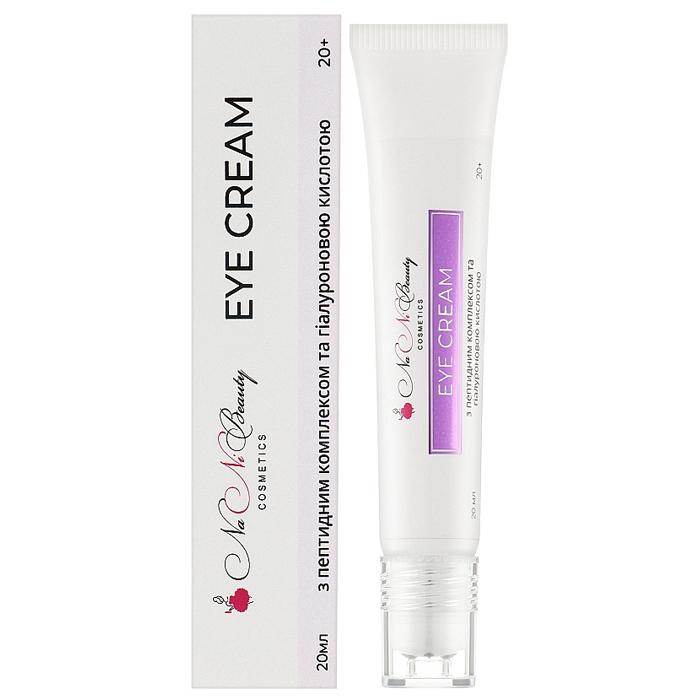 Na Ni Beauty
COSMETICS
EYE CREAM
20мл
з пептидним комплексом та гіалуроновою кислотою
20+
Na Ni Beauty
COSMETICS
EYE CREAM
з пептидним комплексом та
гіалуроновою кислотою
20 мл
20+